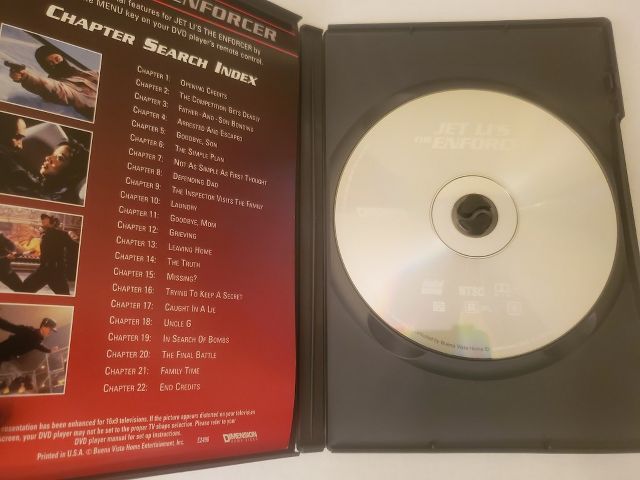 ENFORCER
features for JET LI'S THE ENFORCER by
MENU key on your DVD player's remote control.
CHAPTER SEARCH INDEX
CHAPTER 1: OPENING CREDITS
CHAPTER 2: THE COMPETITION GETS DEADLY
CHAPTER 3: FATHER-AND-SON BONDING
CHAPTER 4: ARRESTED AND ESCAPED
CHAPTER 5: GOODBYE, SON
CHAPTER 6: THE SIMPLE PLAN
CHAPTER 7: NOT AS SIMPLE AS FIRST THOUGHT
CHAPTER 8: DEFENDING DAD
CHAPTER 9: THE INSPECTOR VISITS THE FAMILY
CHAPTER 10: LAUNDRY
CHAPTER 11: GOODBYE, MOM
CHAPTER 12: GRIEVING
CHAPTER 13: LEAVING HOME
CHAPTER 14: THE TRUTH
CHAPTER 15: MISSING?
CHAPTER 16: TRYING TO KEEP A SECRET
CHAPTER 17: CAUGHT IN A LIE
CHAPTER 18: UNCLE G
CHAPTER 19: IN SEARCH OF BOMBS
CHAPTER 20: THE FINAL BATTLE
CHAPTER 21: FAMILY TIME
CHAPTER 22: END CREDITS
presentation has been enhanced for 16x9 televisions. If the picture appears distorted on your television
screen, your DVD player may not be set to the proper TV shape selection. Please refer to your
DVD player manual for set up instructions.
Printed in U.S.A. © Buena Vista Home Entertainment, Inc.
DIMENSION
JET LI'S
THE ENFORCER
NTSC
by Buena Vista Home